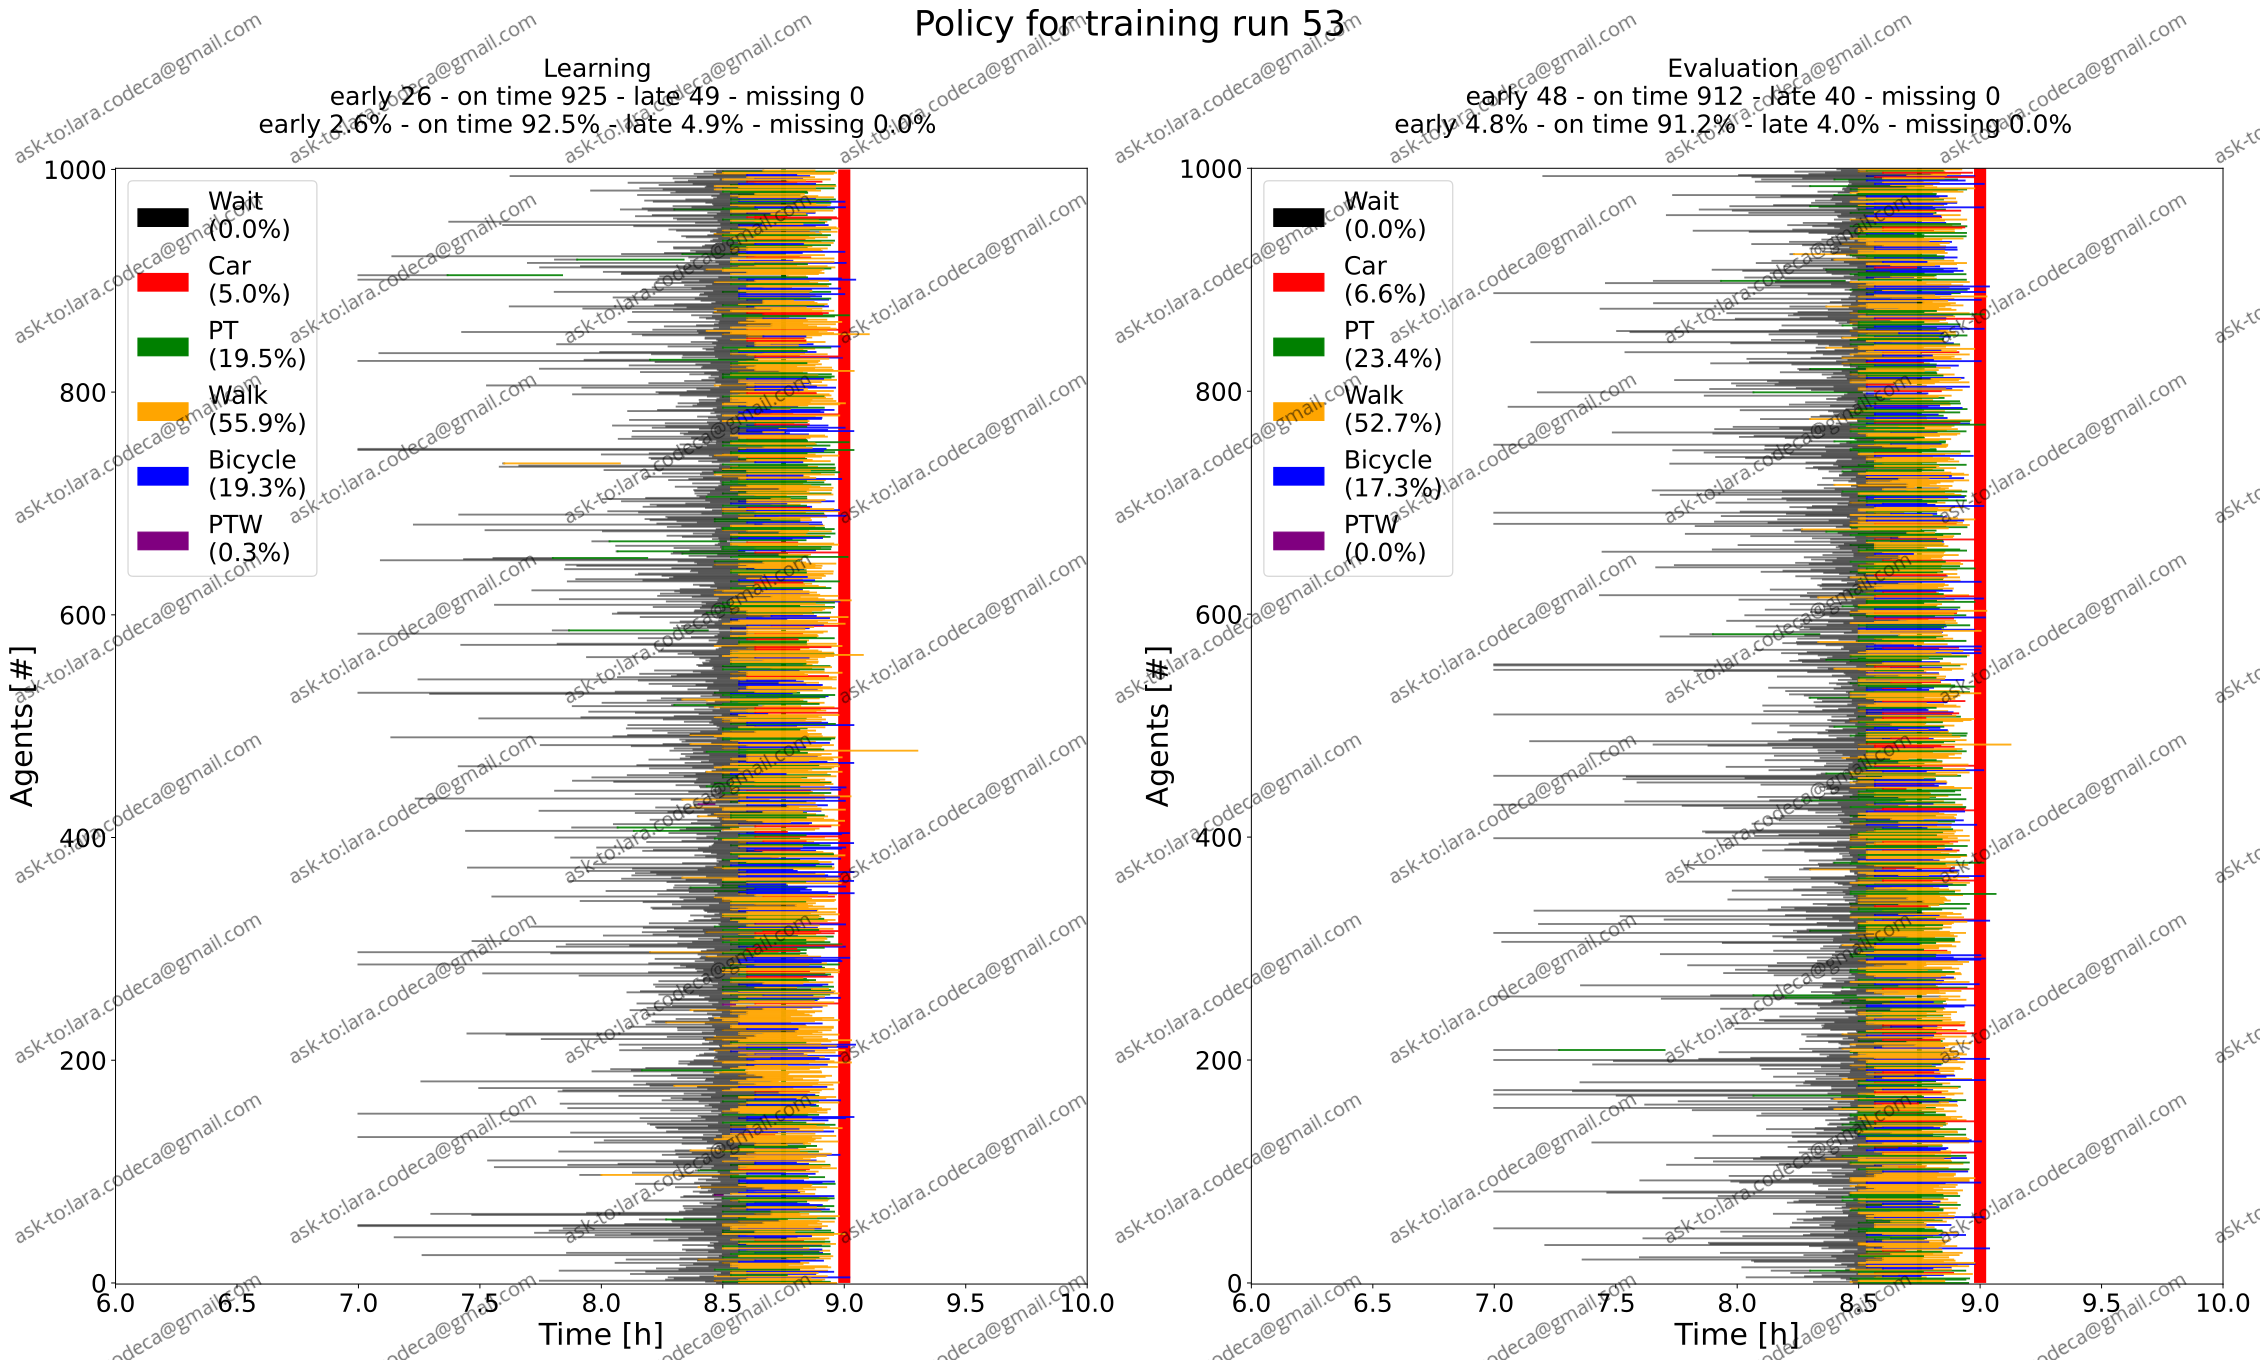 Policy for training run 53
Learning
early 26 - on time 925 - late 49 - missing 0
early 2.6% - on time 92.5% - late 4.9% - missing 0.0%
Wait
(0.0%)
Car
(5.0%)
PT
(19.5%)
Walk
(55.9%)
Bicycle
(19.3%)
PTW
(0.3%)
Agents [#]
1000
800
600
400
200
0
6.0 6.5 7.0 7.5 8.0 8.5 9.0 9.5 10.0
Time [h]
Evaluation
early 48 - on time 912 - late 40 - missing 0
early 4.8% - on time 91.2% - late 4.0% - missing 0.0%
Wait
(0.0%)
Car
(6.6%)
PT
(23.4%)
Walk
(52.7%)
Bicycle
(17.3%)
PTW
(0.0%)
Agents [#]
1000
800
600
400
200
0
6.0 6.5 7.0 7.5 8.0 8.5 9.0 9.5 10.0
Time [h]
ask-to:lara.codeca@gmail.com